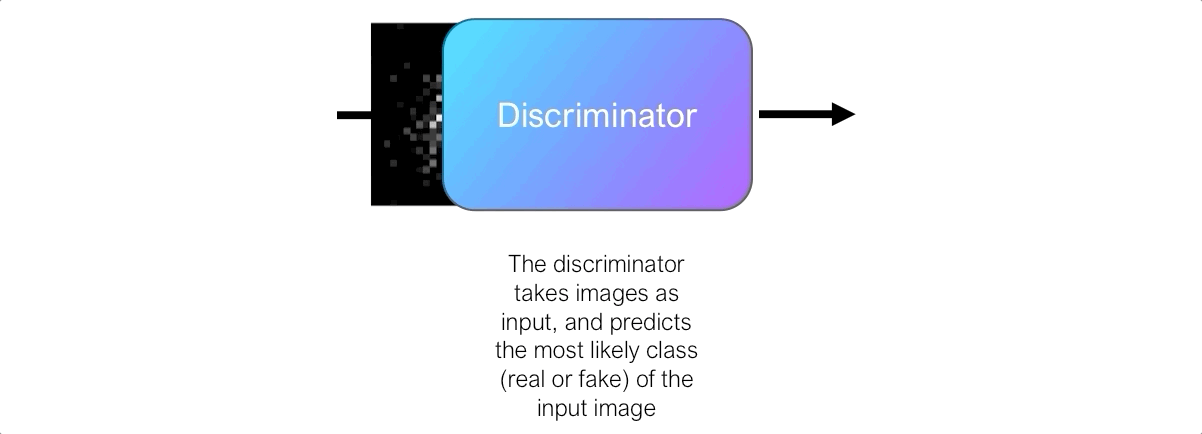 Discriminator
The discriminator
takes images as
input, and predicts
the most likely class
(real or fake) of the
input image